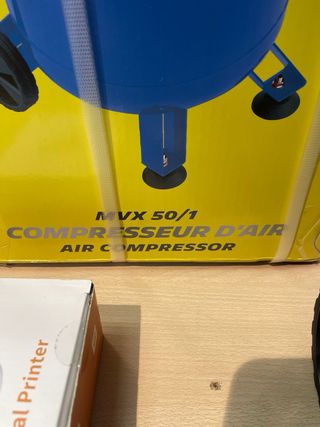 MVX 50/1
COMPRESSEUR D'AIR
AIR COMPRESSOR
al Printer